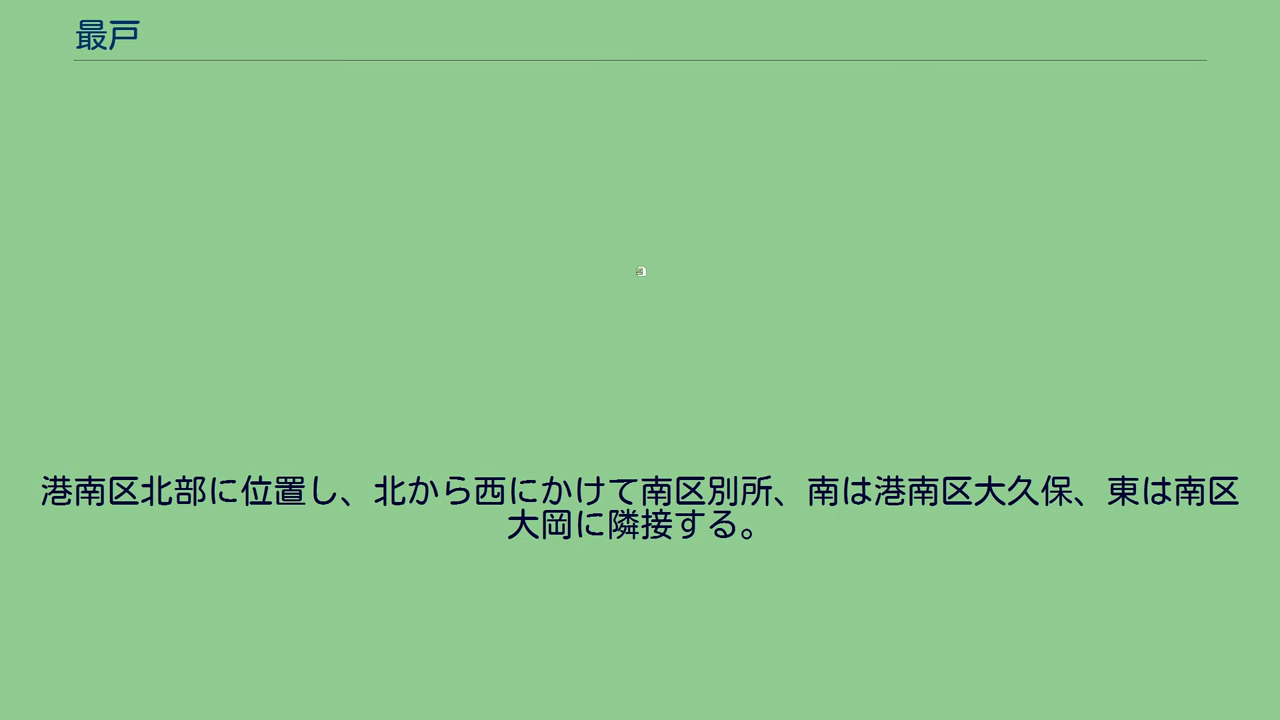 最戸
港南区北部に位置し、北から西にかけて南区別所、南は港南区大久保、東は南区
大岡に隣接する。